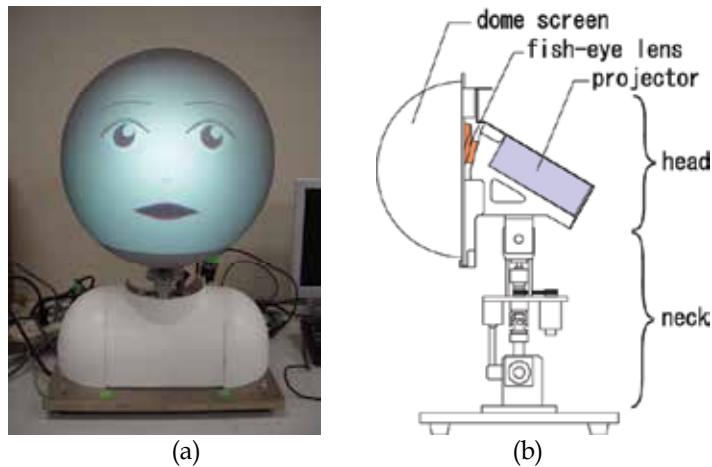 dome screen
fish-eye lens
projector
head
neck
(a)
(b)